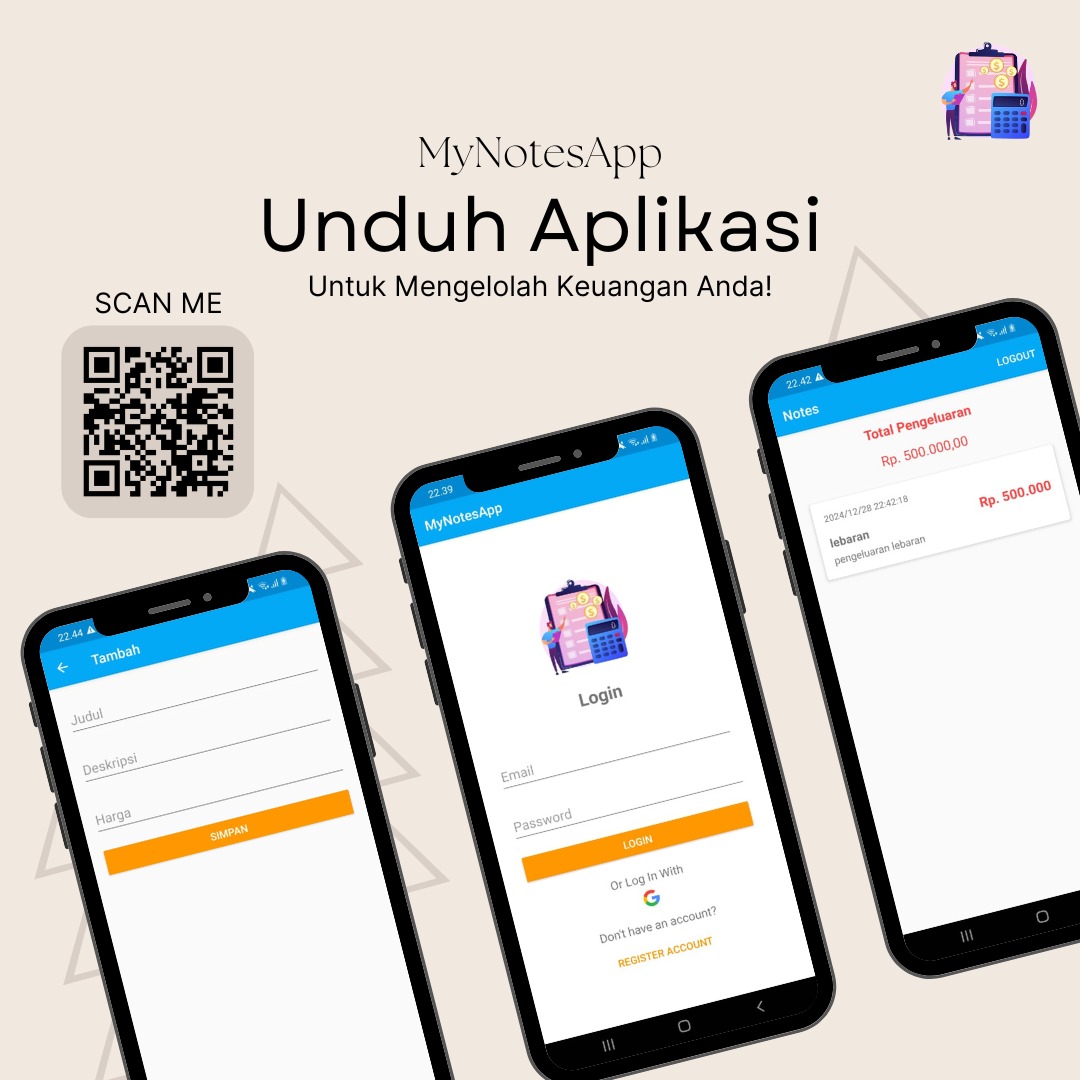 MyNotesApp
Unduh Aplikasi
Untuk Mengelolah Keuangan Anda!
SCAN ME
22.44
Tambah
Judul
Deskripsi
Harga
SIMPAN
22.39
MyNotesApp
Login
Email
Password
LOGIN
Or Log In With
Don't have an account?
REGISTER ACCOUNT
22.42
Notes
LOGOUT
Total Pengeluaran
Rp. 500.000,00
2024/12/28 22:42:18
Rp. 500.000
lebaran
pengeluaran lebaran